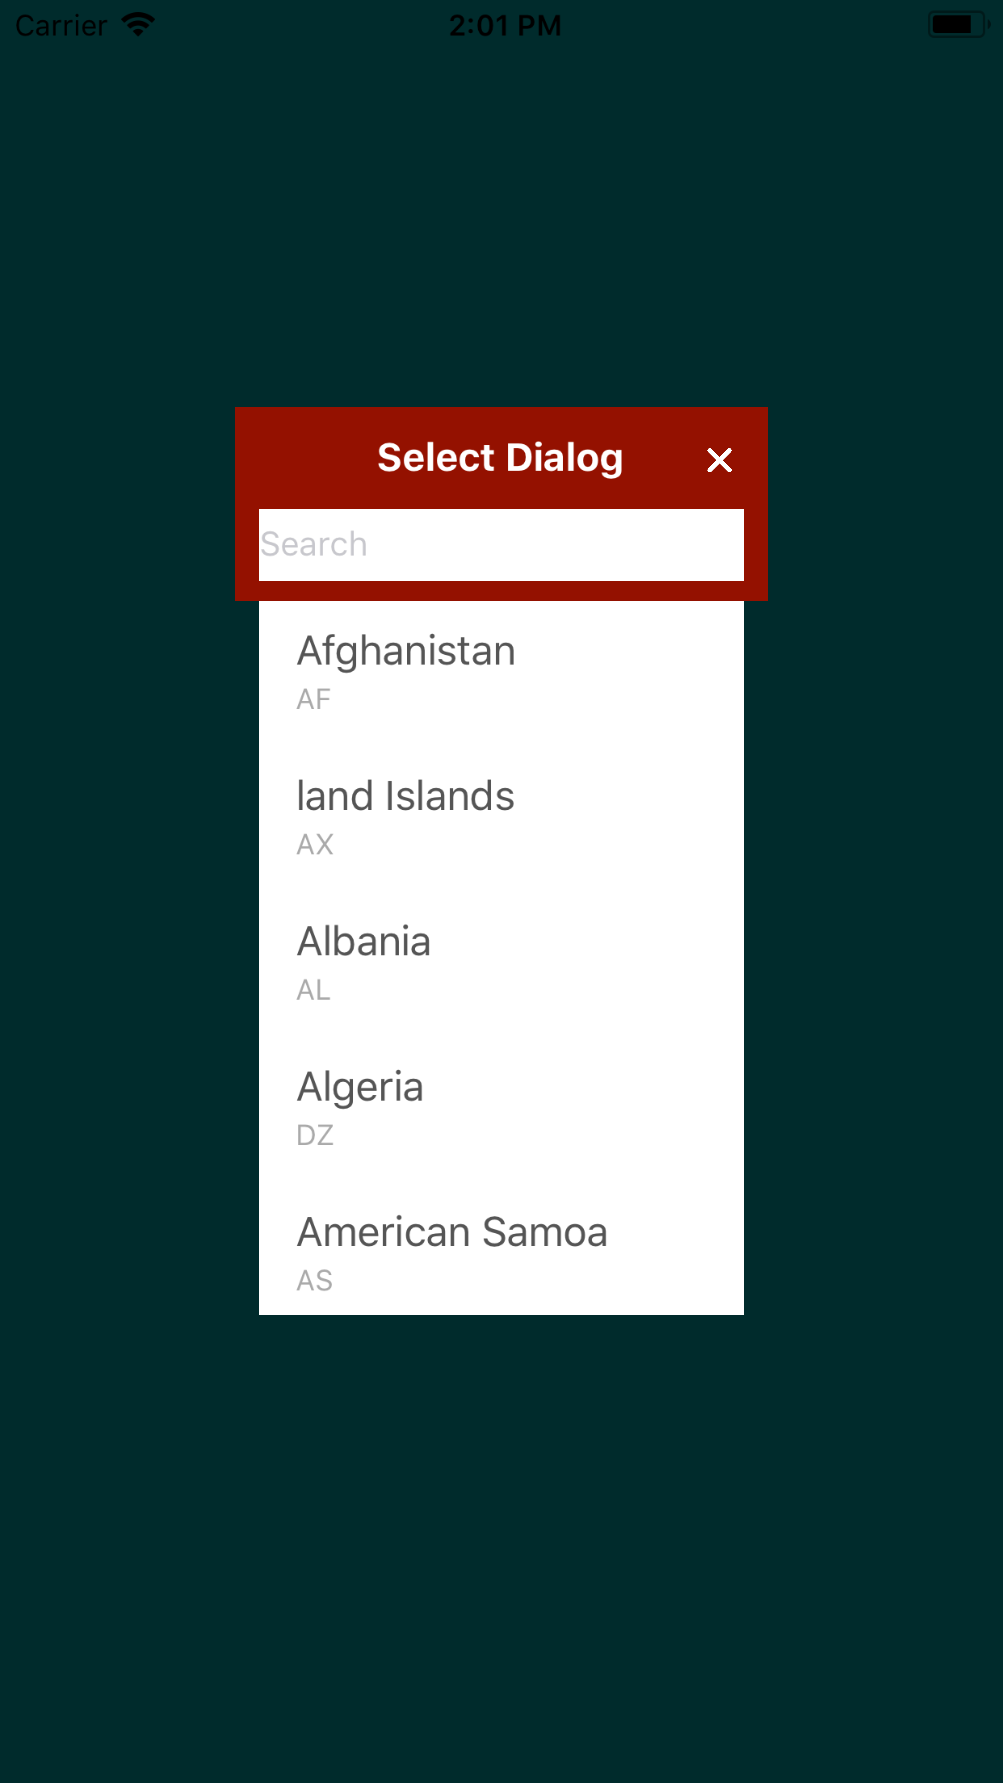 Carrier 2:01 PM
Select Dialog
Search
Afghanistan
AF
land Islands
AX
Albania
AL
Algeria
DZ
American Samoa
AS